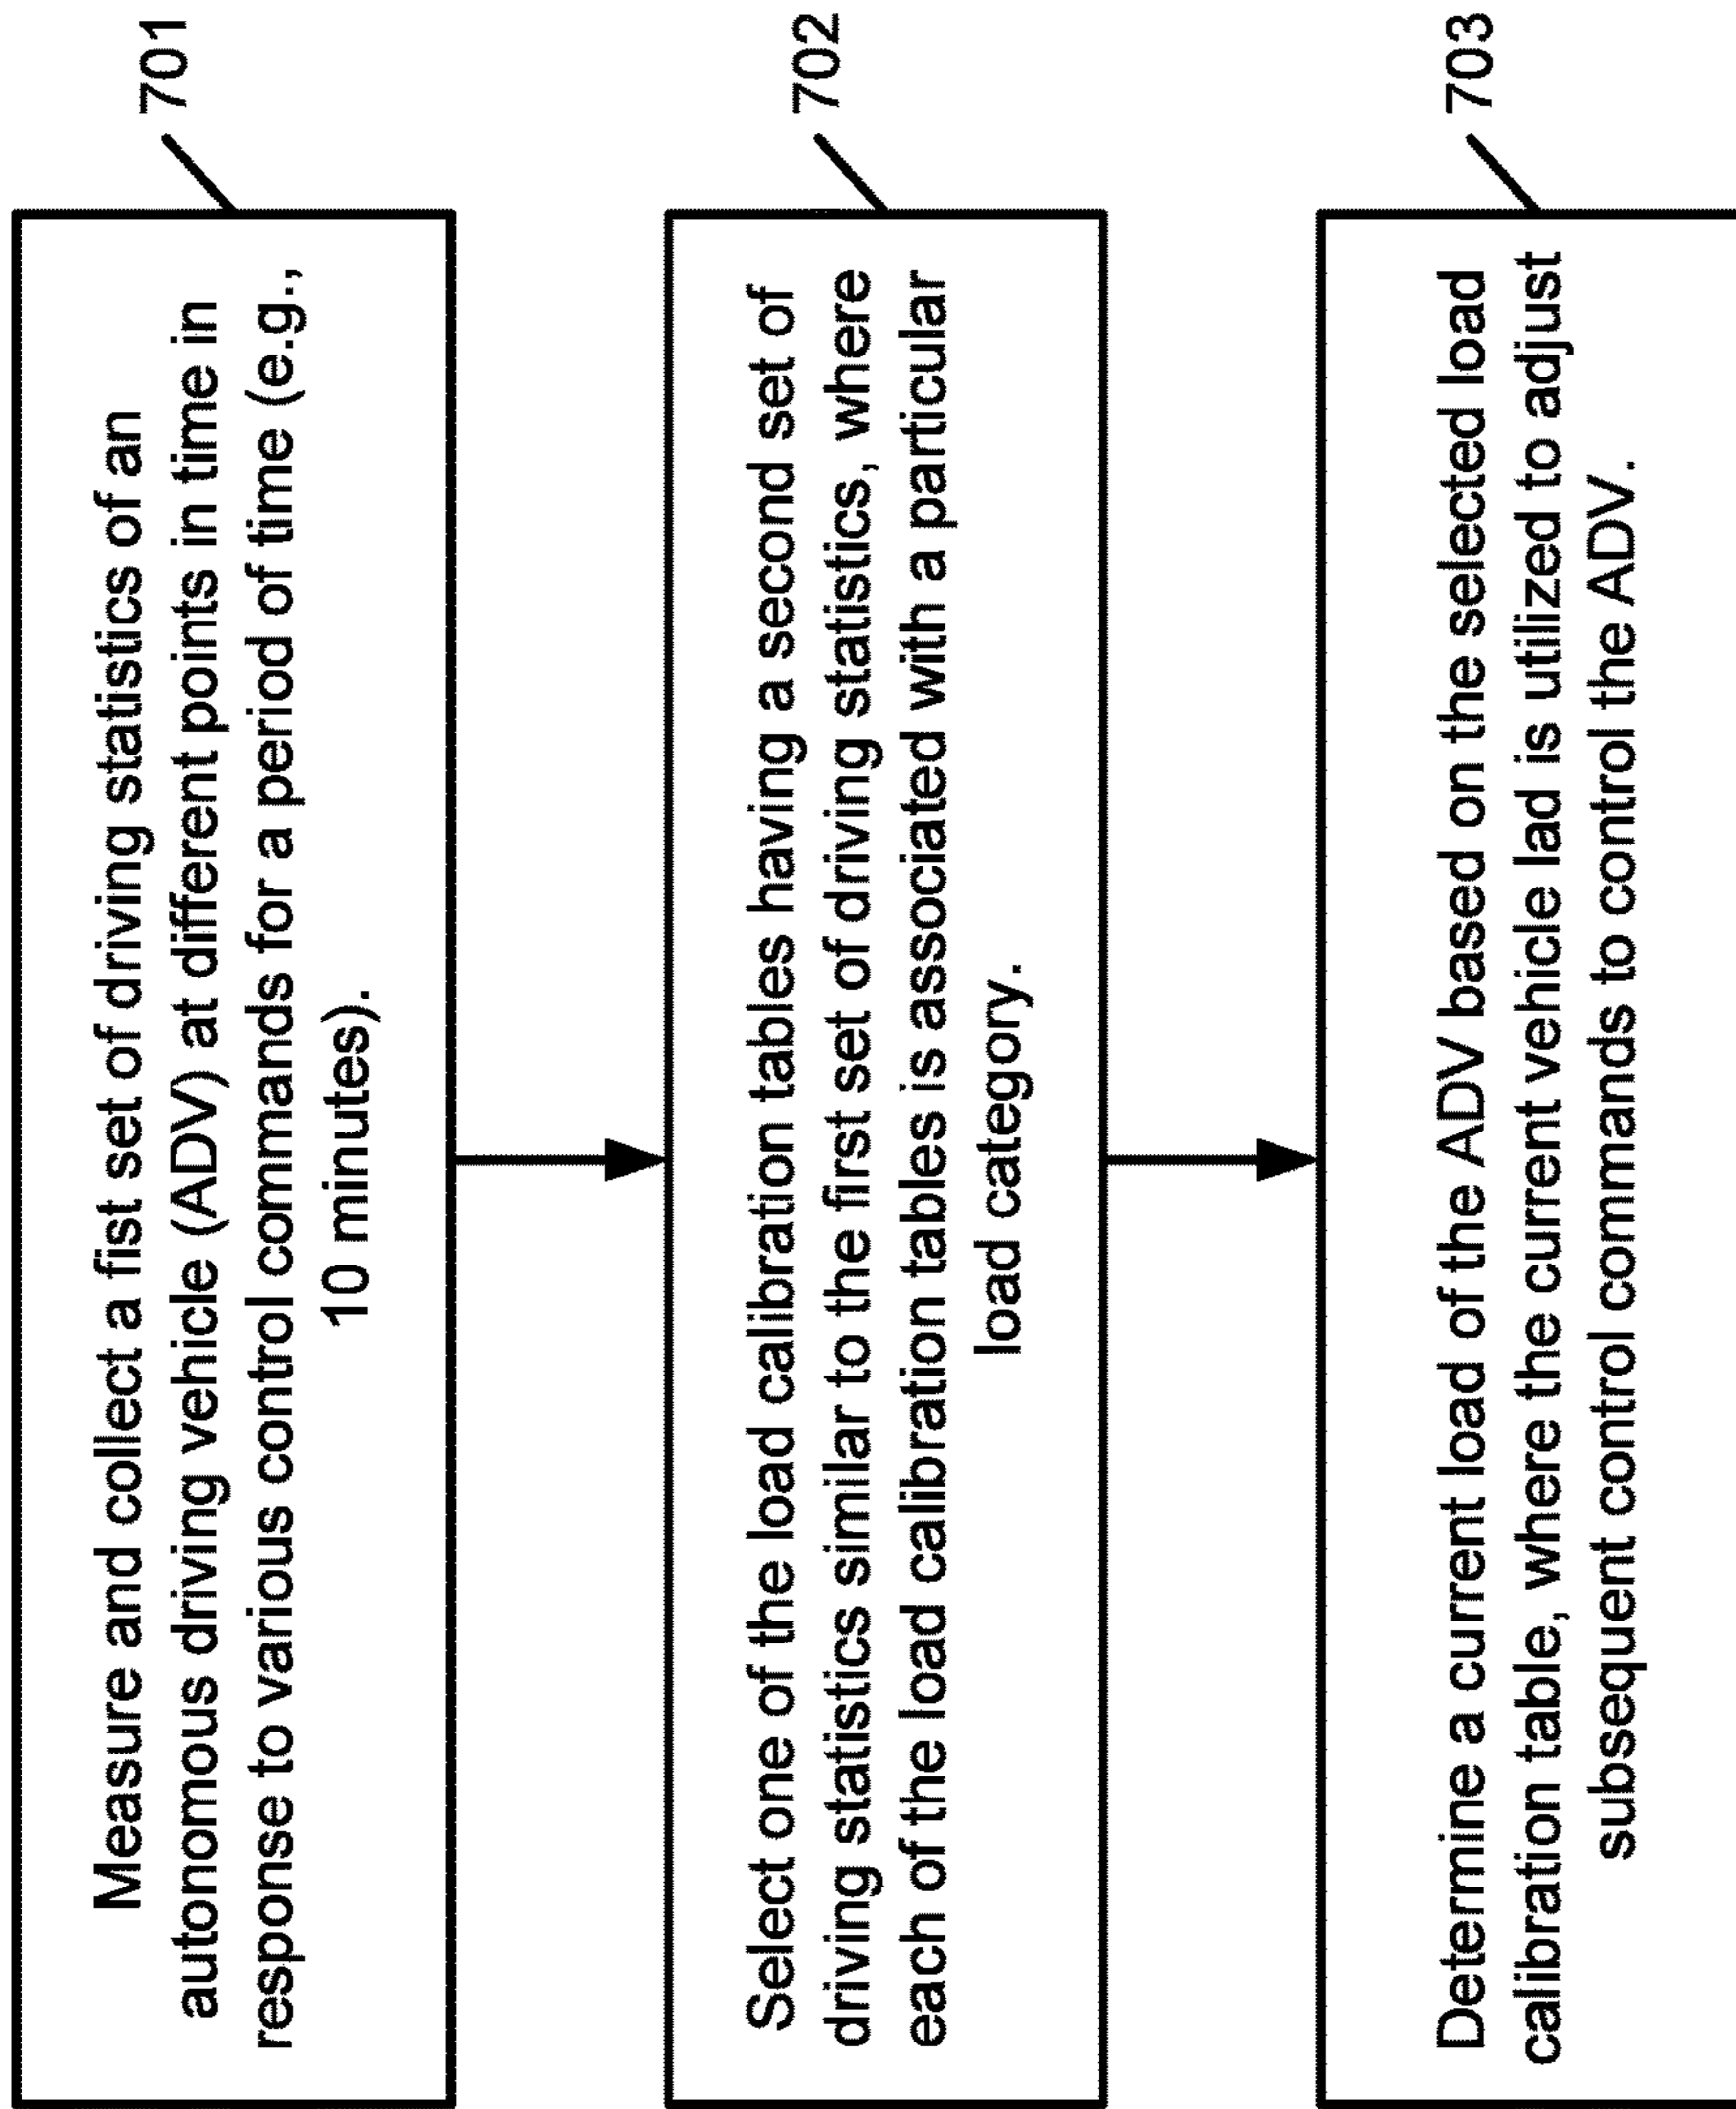 Measure and collect a fist set of driving statistics of an
autonomous driving vehicle (ADV) at different points in time in
response to various control commands for a period of time (e.g.,
10 minutes).
701
Select one of the load calibration tables having a second set of
driving statistics similar to the first set of driving statistics, where
each of the load calibration tables is associated with a particular
load category.
702
Determine a current load of the ADV based on the selected load
calibration table, where the current vehicle lad is utilized to adjust
subsequent control commands to control the ADV.
703